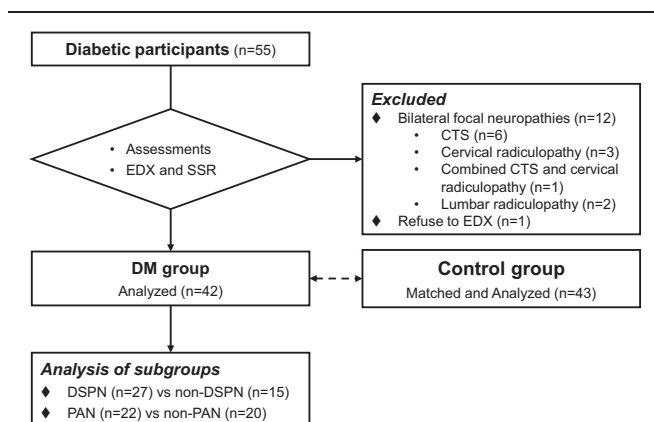 Diabetic participants (n=55)
• Assessments
• EDX and SSR
Excluded
♦ Bilateral focal neuropathies (n=12)
• CTS (n=6)
• Cervical radiculopathy (n=3)
• Combined CTS and cervical
radiculopathy (n=1)
• Lumbar radiculopathy (n=2)
♦ Refuse to EDX (n=1)
DM group
Analyzed (n=42)
Control group
Matched and Analyzed (n=43)
Analysis of subgroups
♦ DSPN (n=27) vs non-DSPN (n=15)
♦ PAN (n=22) vs non-PAN (n=20)